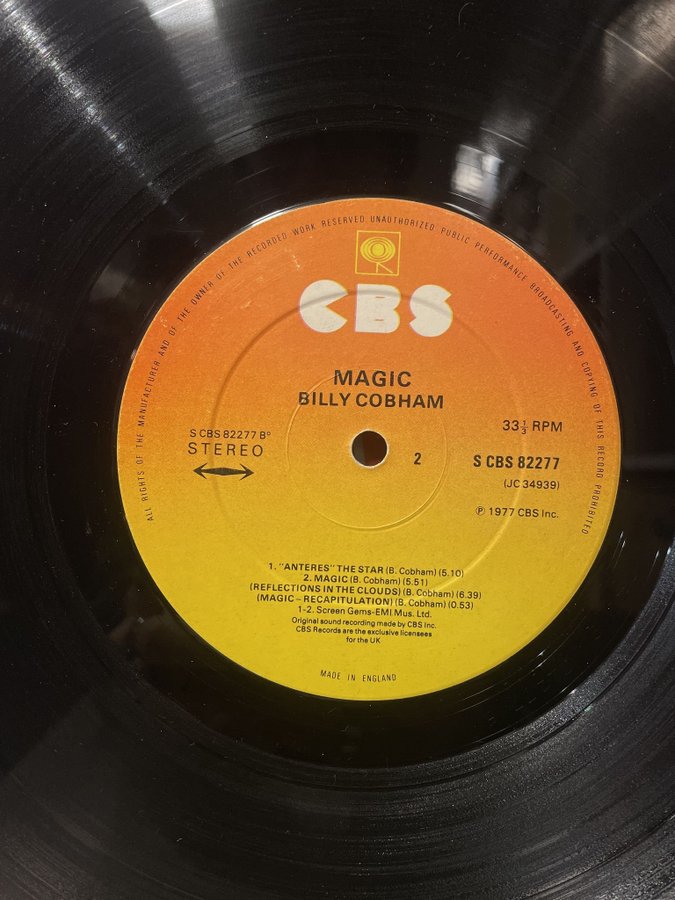 ALL RIGHTS OF THE MANUFACTURER AND OF THE OWNER OF THE RECORDED WORK RESERVED UNAUTHORIZED PUBLIC PERFORMANCE BROADCASTING AND COPYING OF THIS RECORD PROHIBITED
CBS
MAGIC
BILLY COBHAM
33⅓ RPM
S CBS 82277 B°
STEREO
2
S CBS 82277
(JC 34939)
℗ 1977 CBS Inc.
1. "ANTERES" THE STAR (B. Cobham) (5.10)
2. MAGIC (B. Cobham) (5.51)
(REFLECTIONS IN THE CLOUDS) (B. Cobham) (6.39)
(MAGIC – RECAPITULATION) (B. Cobham) (0.53)
1-2. Screen Gems-EMI Mus. Ltd.
Original sound recording made by CBS Inc.
CBS Records are the exclusive licensees
for the UK
MADE IN ENGLAND